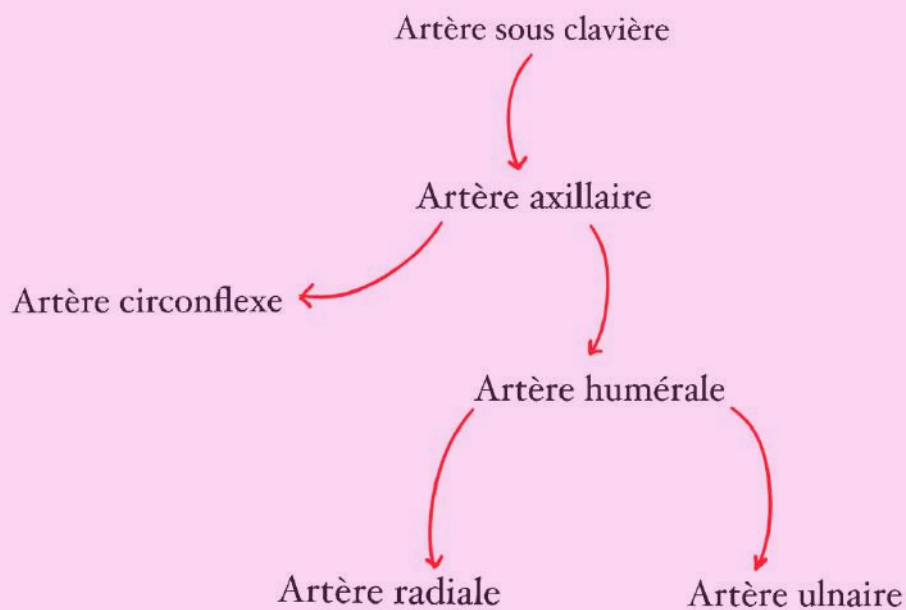 Artère sous clavière
Artère axillaire
Artère circonflexe
Artère humérale
Artère radiale
Artère ulnaire